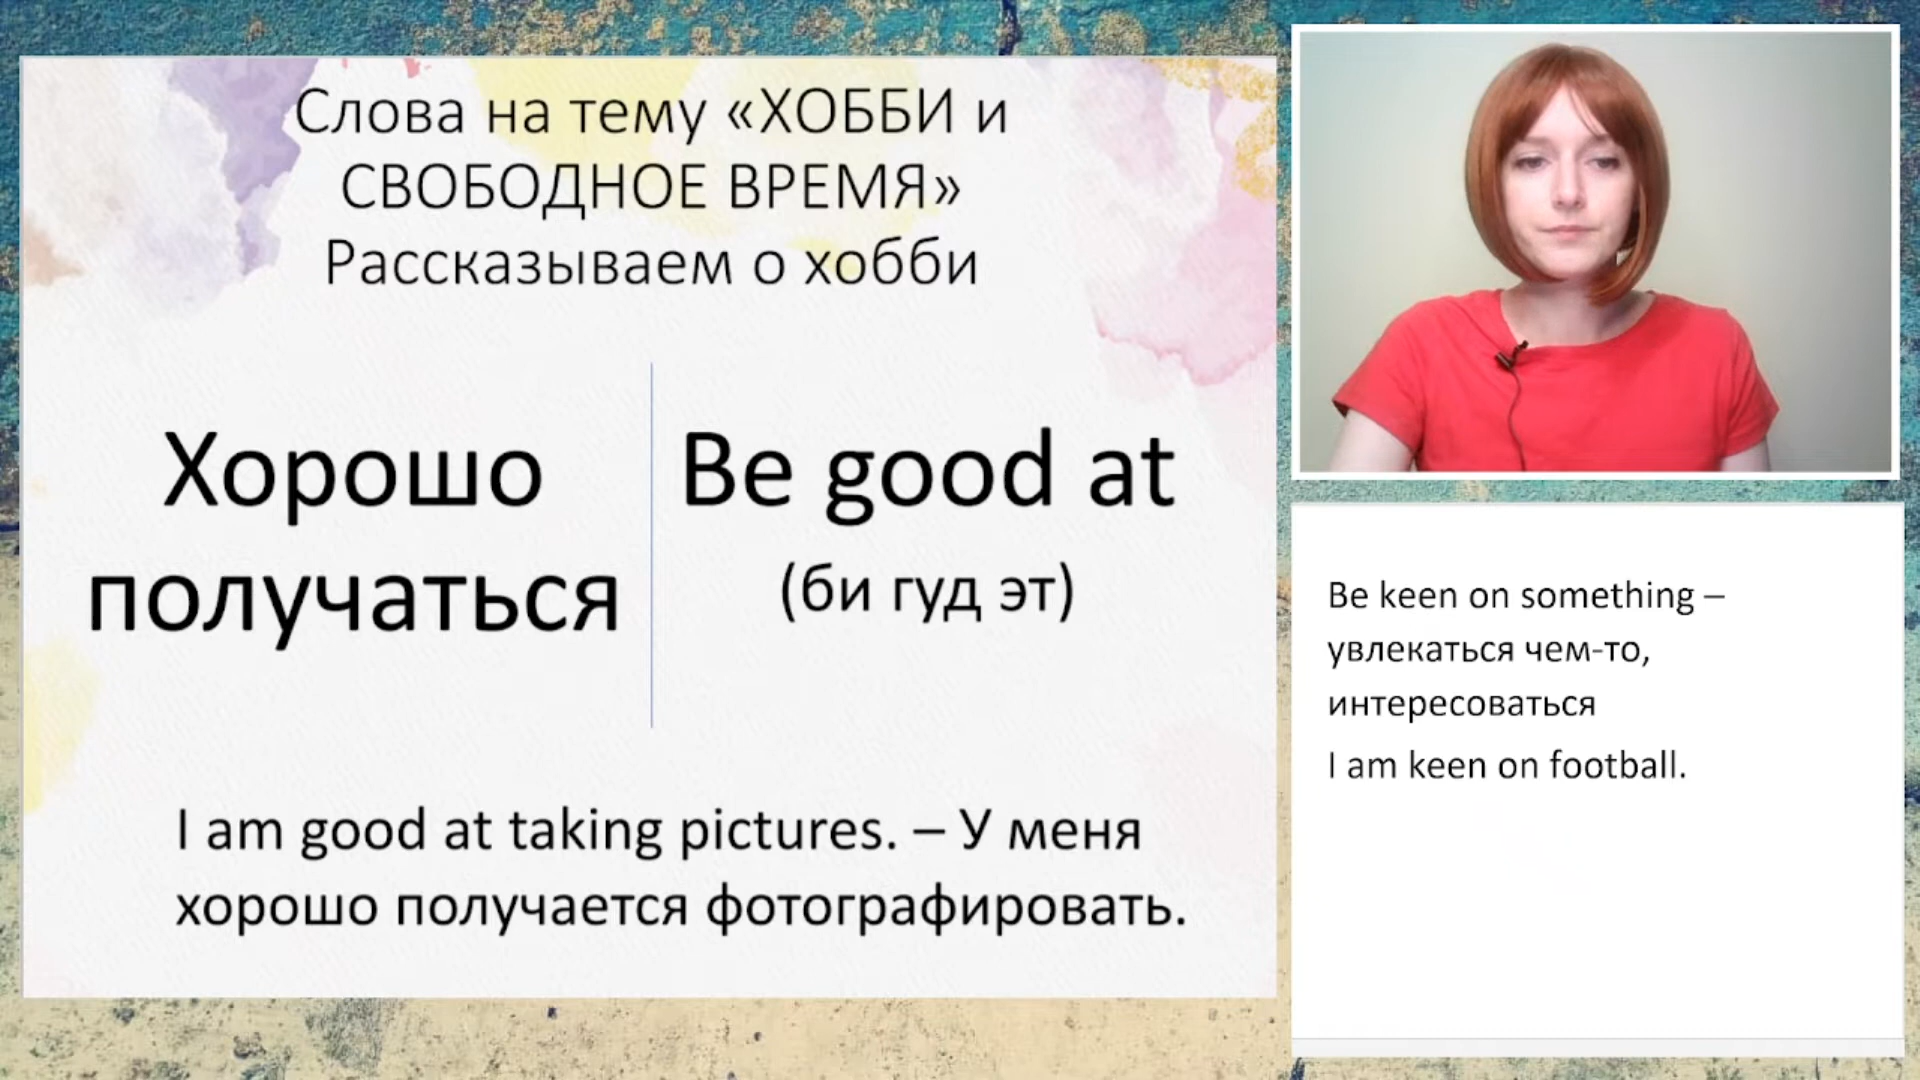 Слова на тему «ХОББИ и
СВОБОДНОЕ ВРЕМЯ»
Рассказываем о хобби
Хорошо
получаться
Be good at
(би гуд эт)
I am good at taking pictures. – У меня
хорошо получается фотографировать.
Be keen on something –
увлекаться чем-то,
интересоваться
I am keen on football.